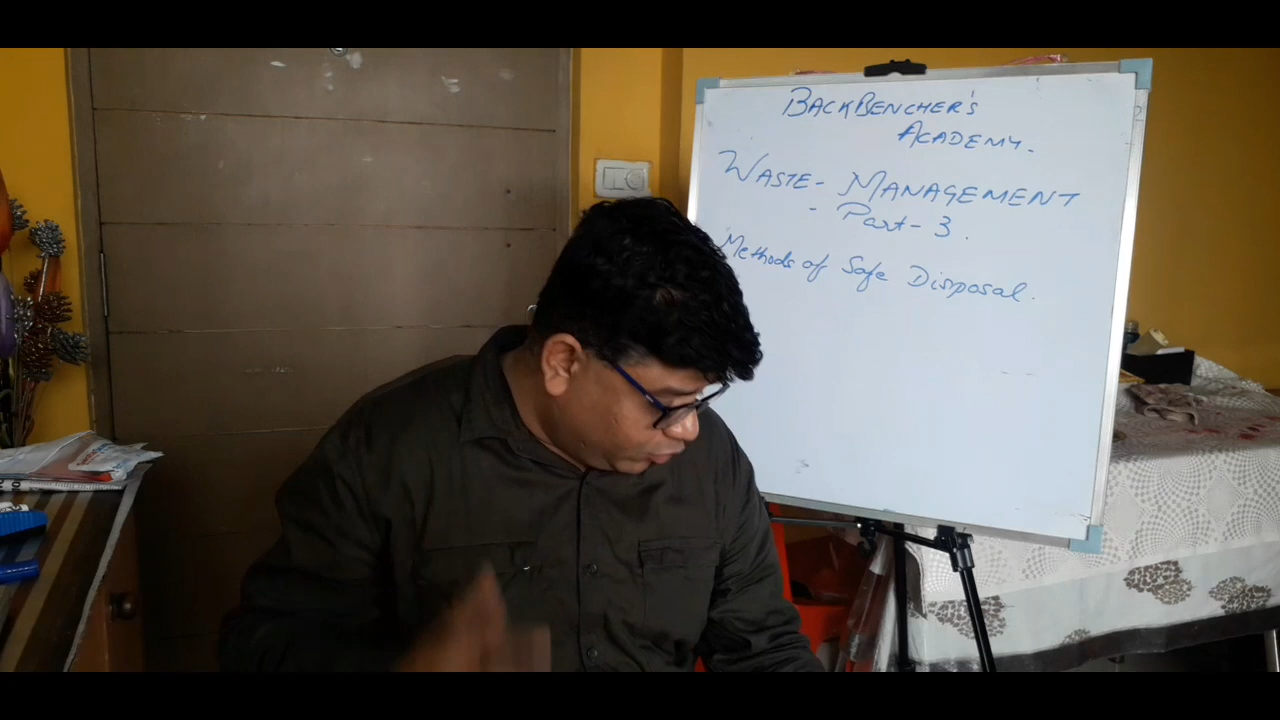 BACKBENCHER'S
ACADEMY.
WASTE - MANAGEMENT
- Part - 3.
Methods of Safe Disposal.